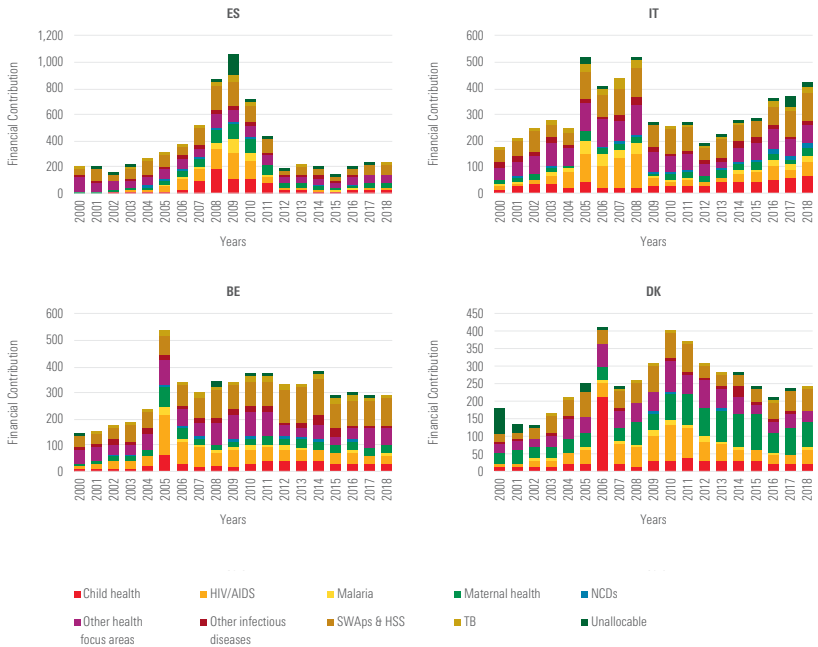 ES
Financial Contribution
1,200
1,000
800
600
400
200
0
2000 2001 2002 2003 2004 2005 2006 2007 2008 2009 2010 2011 2012 2013 2014 2015 2016 2017 2018
Years
IT
Financial Contribution
600
500
400
300
200
100
0
2000 2001 2002 2003 2004 2005 2006 2007 2008 2009 2010 2011 2012 2013 2014 2015 2016 2017 2018
Years
BE
Financial Contribution
600
500
400
300
200
100
0
2000 2001 2002 2003 2004 2005 2006 2007 2008 2009 2010 2011 2012 2013 2014 2015 2016 2017 2018
Years
DK
Financial Contribution
450
400
350
300
250
200
150
100
50
0
2000 2001 2002 2003 2004 2005 2006 2007 2008 2009 2010 2011 2012 2013 2014 2015 2016 2017 2018
Years
Child health
HIV/AIDS
Malaria
Maternal health
NCDs
Other health
focus areas
Other infectious
diseases
SWAps & HSS
TB
Unallocable